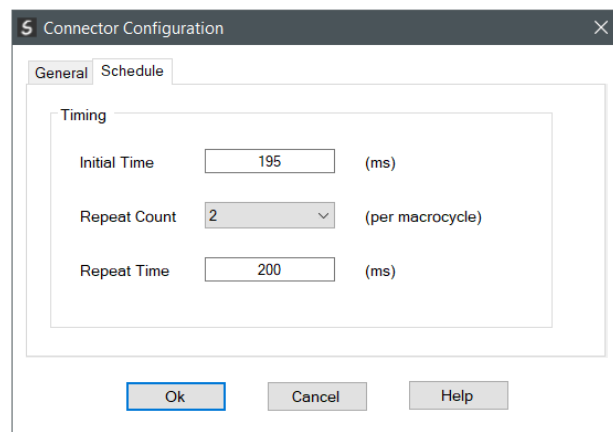 S Connector Configuration
General Schedule
Timing
Initial Time 195 (ms)
Repeat Count 2 (per macrocycle)
Repeat Time 200 (ms)
Ok Cancel Help